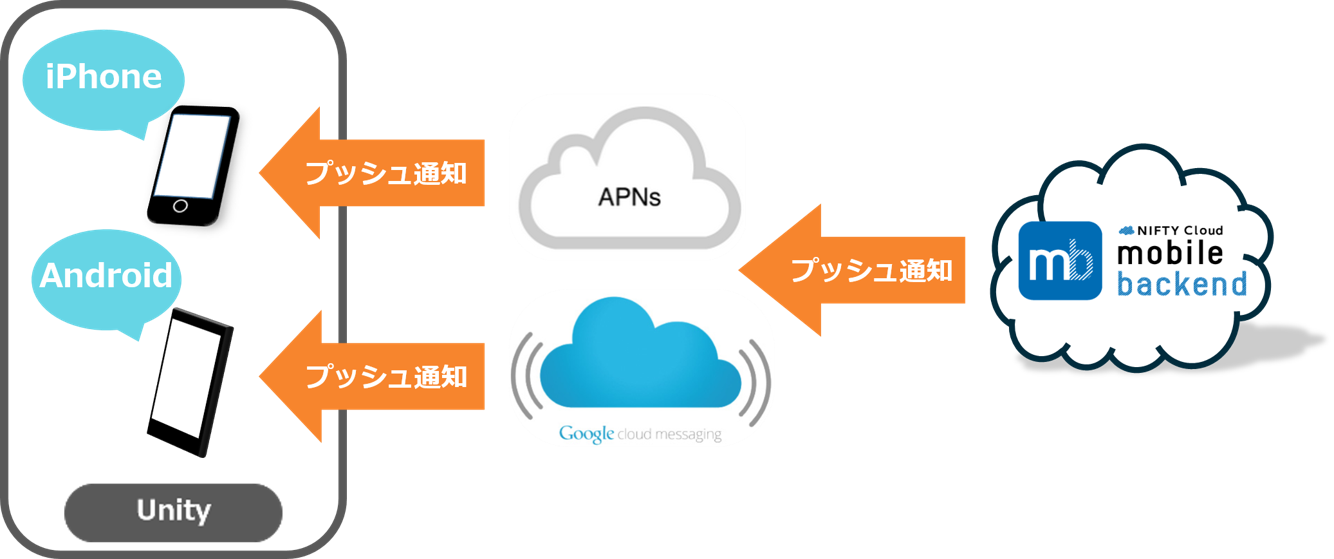 iPhone
プッシュ通知
APNs
Android
プッシュ通知
Google cloud messaging
プッシュ通知
NIFTY Cloud
mb
mobile
backend
Unity